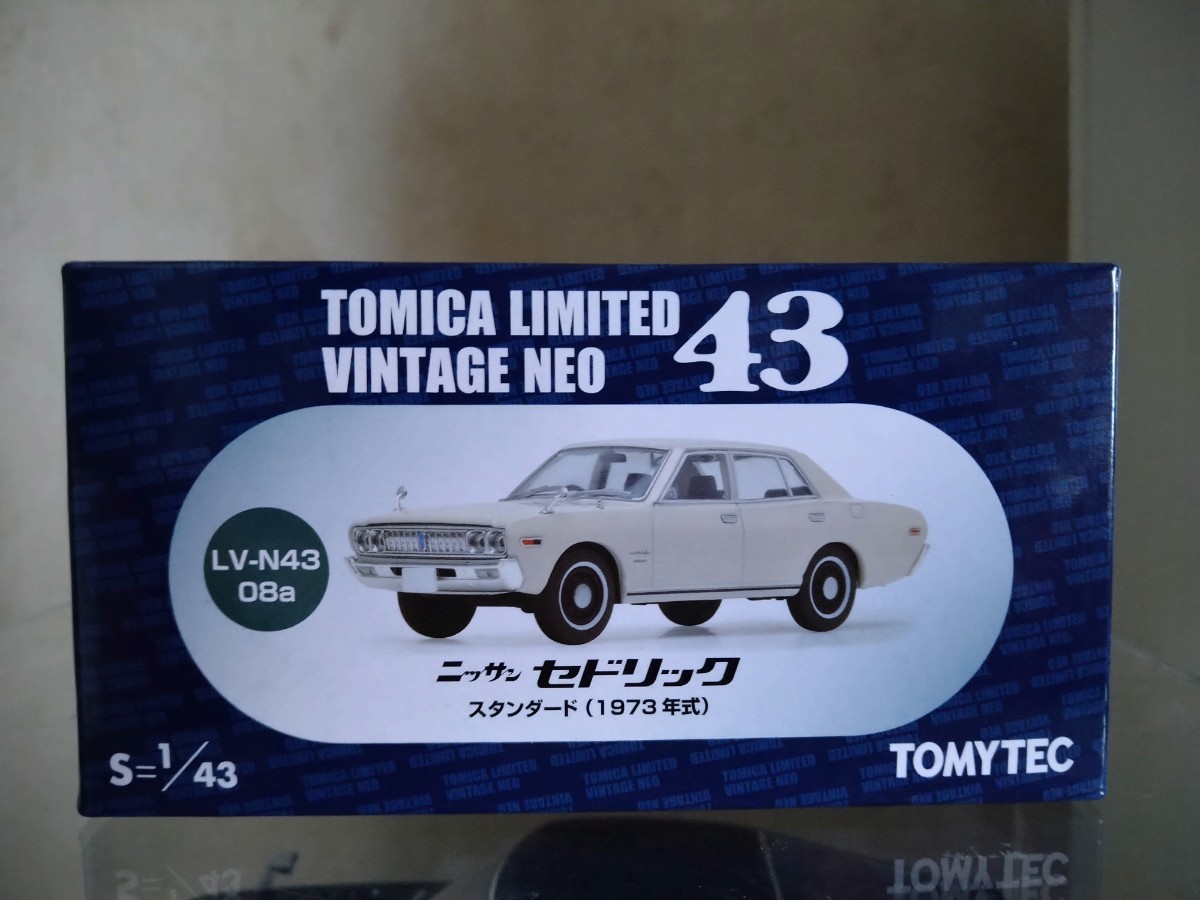 TOMICA LIMITED
VINTAGE NEO 43
LV-N43
08a
ニッサン セドリック
スタンダード (1973年式)
S=1/43
TOMYTEC